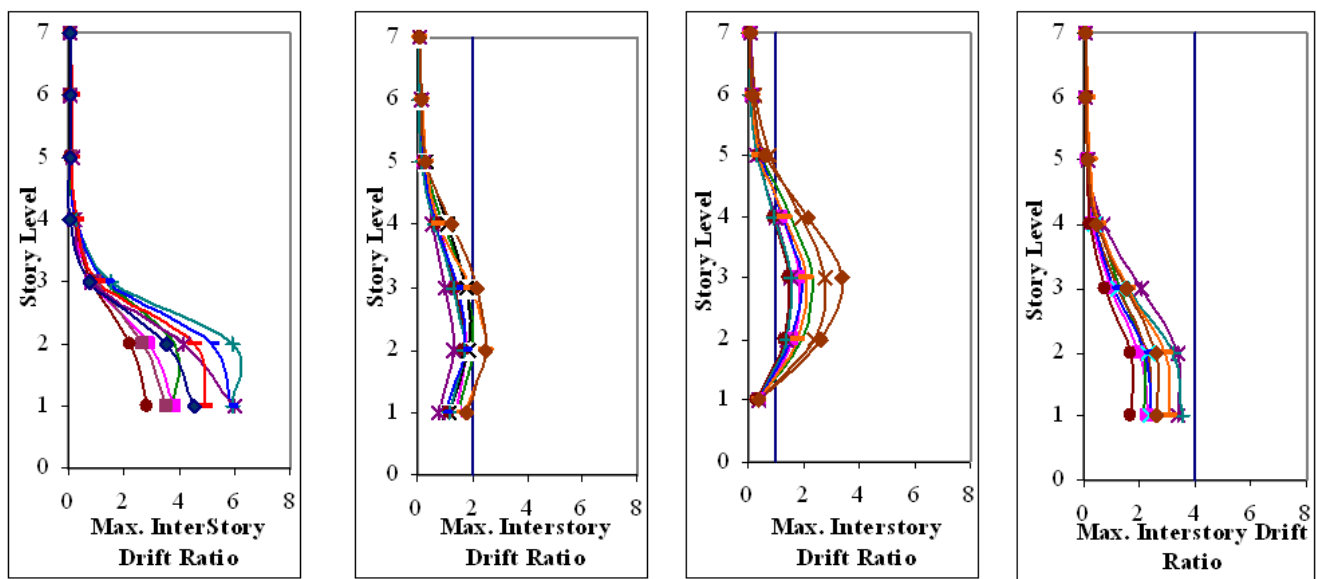 7
6
5
4
3
2
1
0
Story Level
0 2 4 6 8
Max. InterStory
Drift Ratio
7
6
5
4
3
2
1
0
Story Level
0 2 4 6 8
Max. Interstory
Drift Ratio
7
6
5
4
3
2
1
0
Story Level
0 2 4 6 8
Max. Interstory
Drift Ratio
7
6
5
4
3
2
1
0
Story Level
0 2 4 6 8
Max. Interstory Drift
Ratio